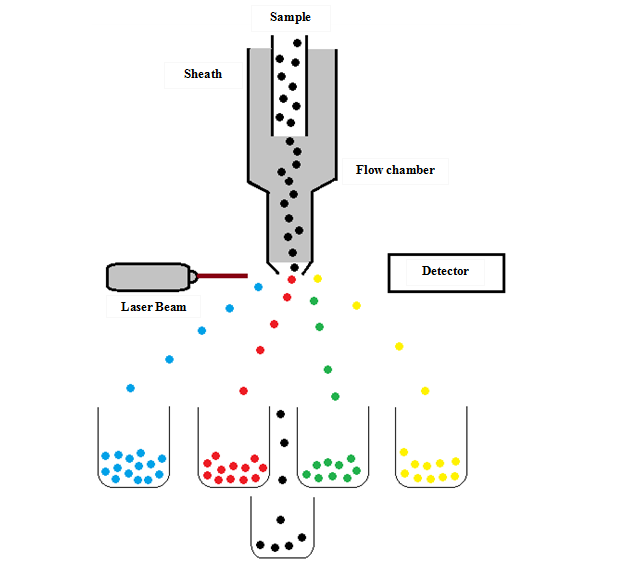 Sample
Sheath
Flow chamber
Detector
Laser Beam